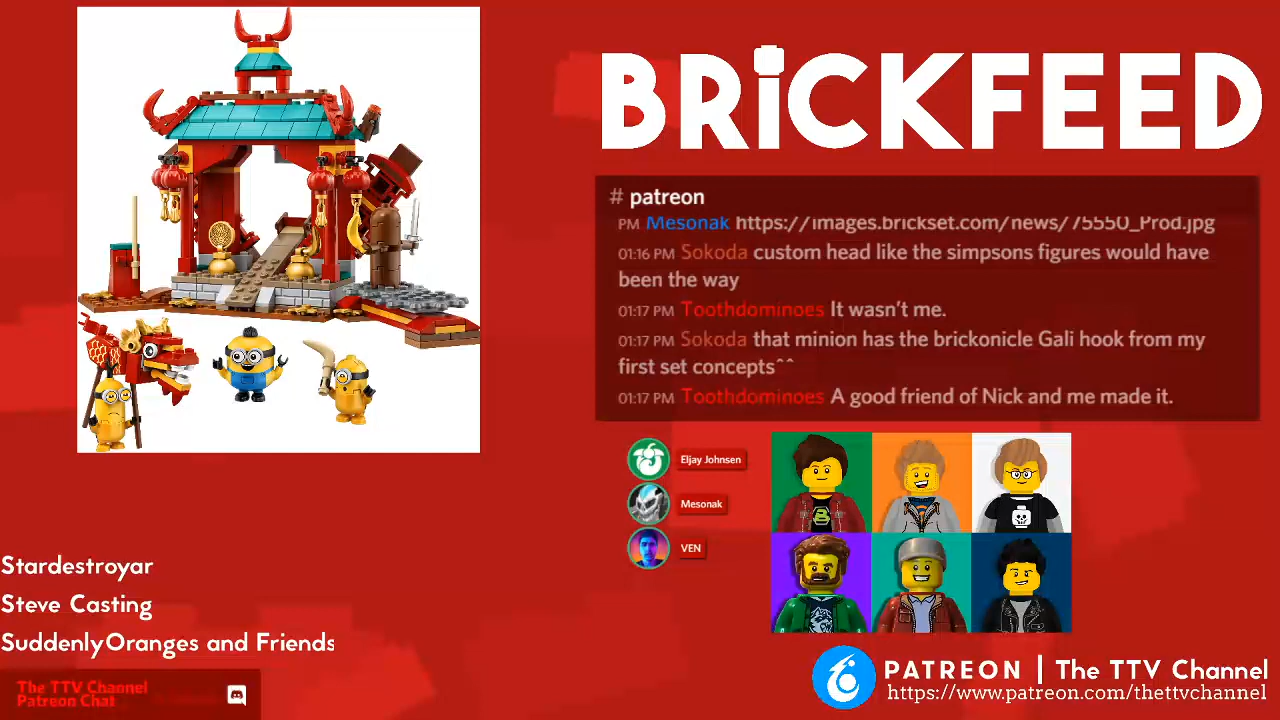 BRiCKFEED
# patreon
PM Mesonak https://images.brickset.com/news/75550_Prod.jpg
01:16 PM Sokoda custom head like the simpsons figures would have
been the way
01:17 PM Toothdominoes It wasn't me.
01:17 PM Sokoda that minion has the brickonicle Gali hook from my
first set concepts^^
01:17 PM Toothdominoes A good friend of Nick and me made it.
Eljay Johnsen
Mesonak
VEN
Stardestroyar
Steve Casting
SuddenlyOranges and Friends
The TTV Channel
Patreon Chat
PATREON | The TTV Channel
https://www.patreon.com/thettvchannel